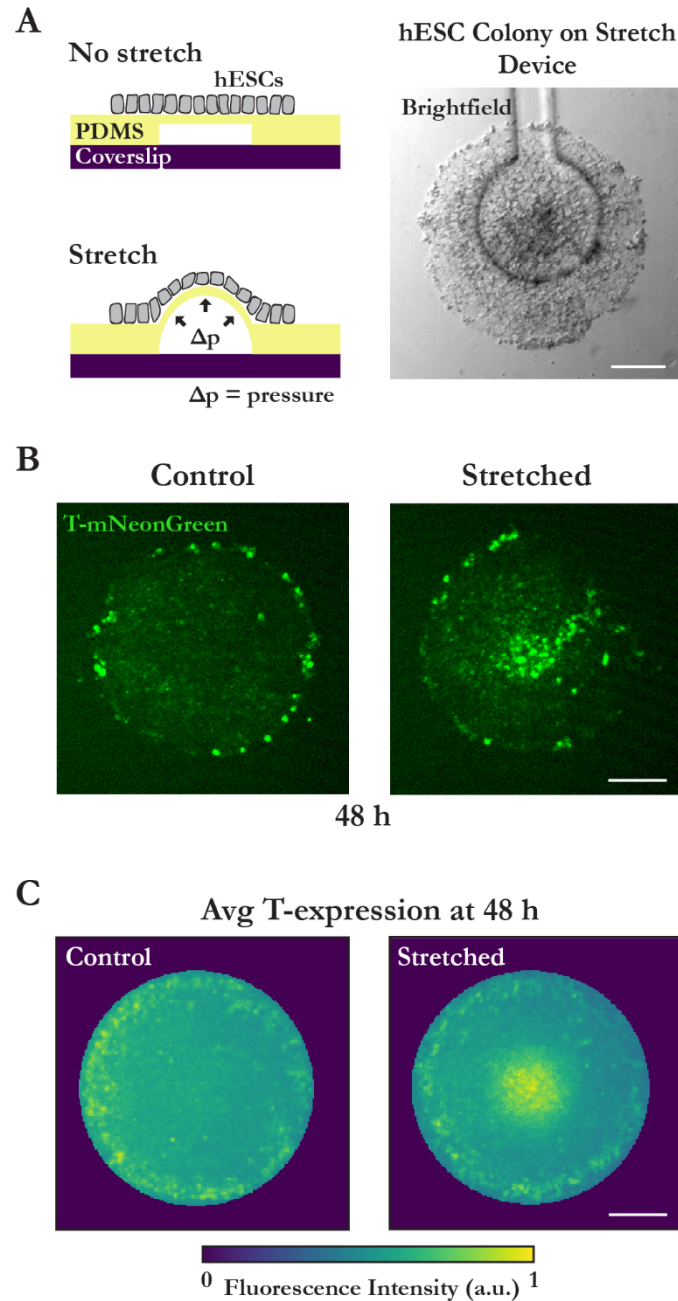 A
No stretch
hESCs
PDMS
Coverslip
Stretch
Δp
Δp = pressure
hESC Colony on Stretch
Device
Brightfield
B
Control
Stretched
T-mNeonGreen
48 h
C
Avg T-expression at 48 h
Control
Stretched
0
Fluorescence Intensity (a.u.)
1